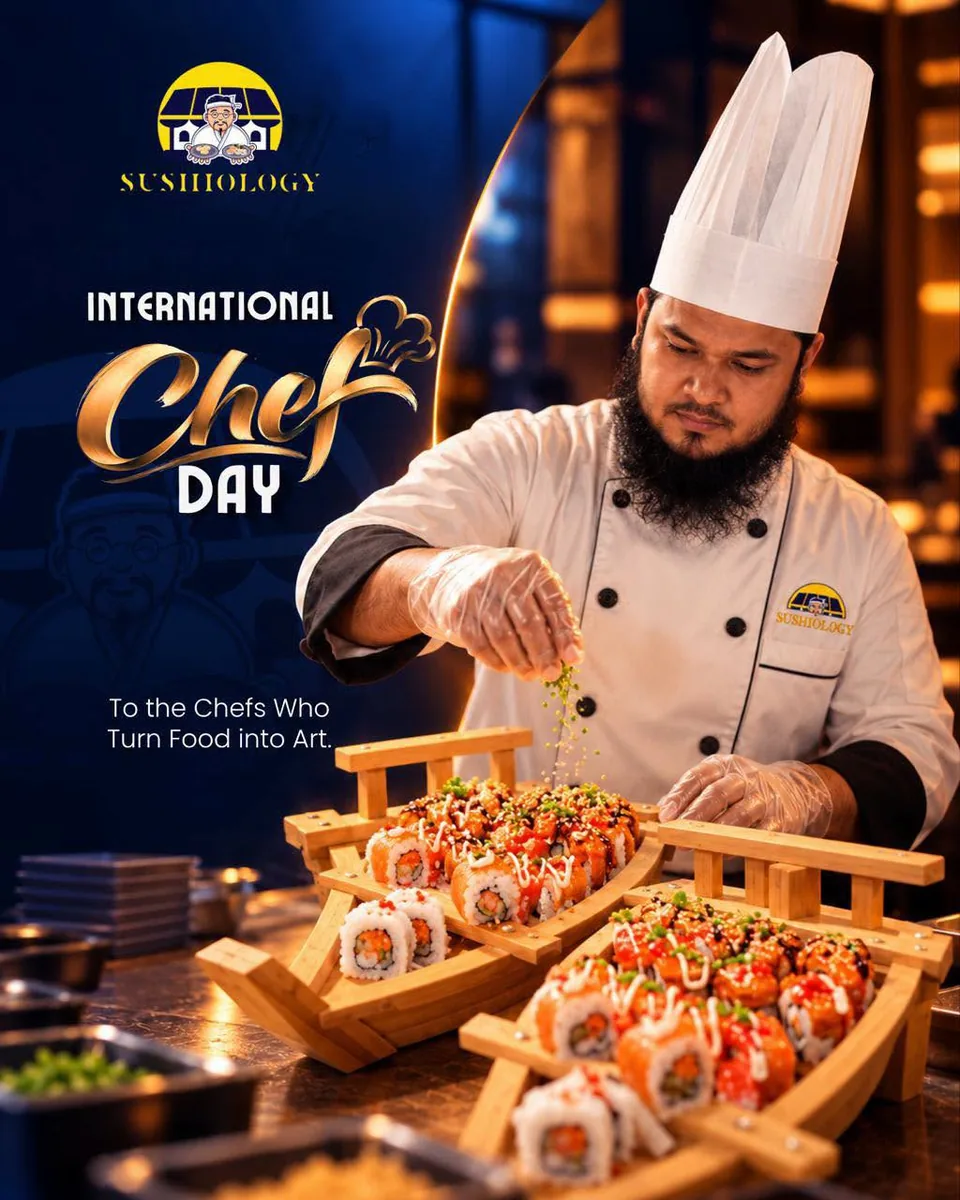 SUSHIOLOGY
INTERNATIONAL
Chef
DAY
SUSHIOLOGY
To the Chefs Who
Turn Food into Art.